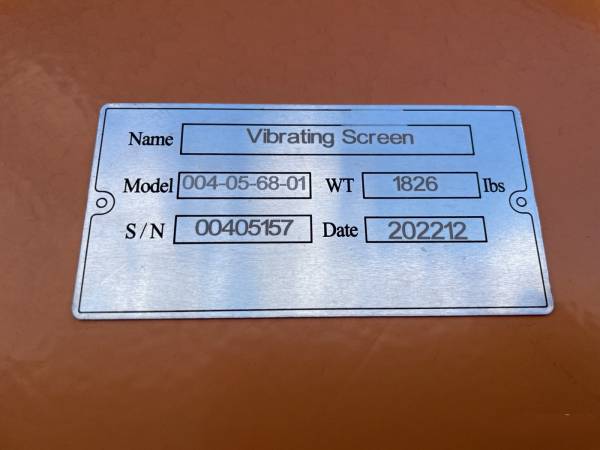 Name Vibrating Screen
Model 004-05-68-01 WT 1826 lbs
S/N 00405157 Date 202212